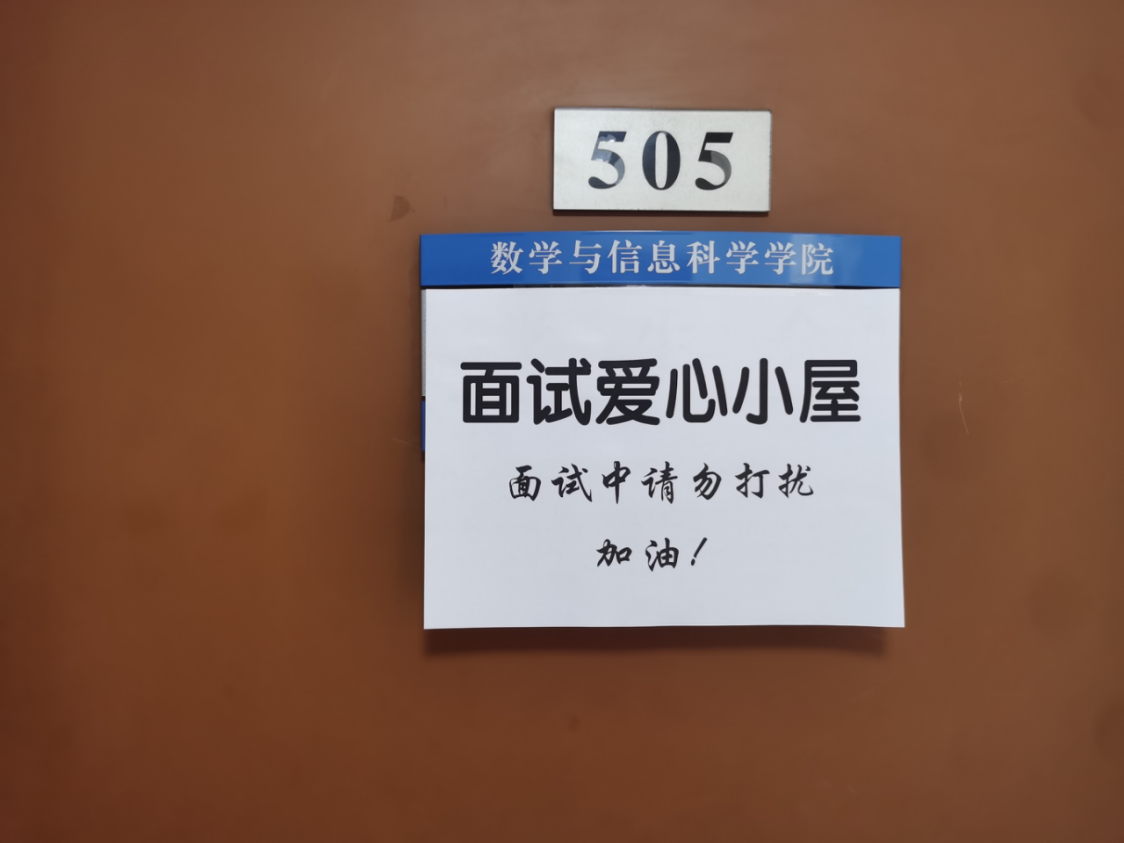 505
数学与信息科学学院
面试爱心小屋
面试中请勿打扰
加油！